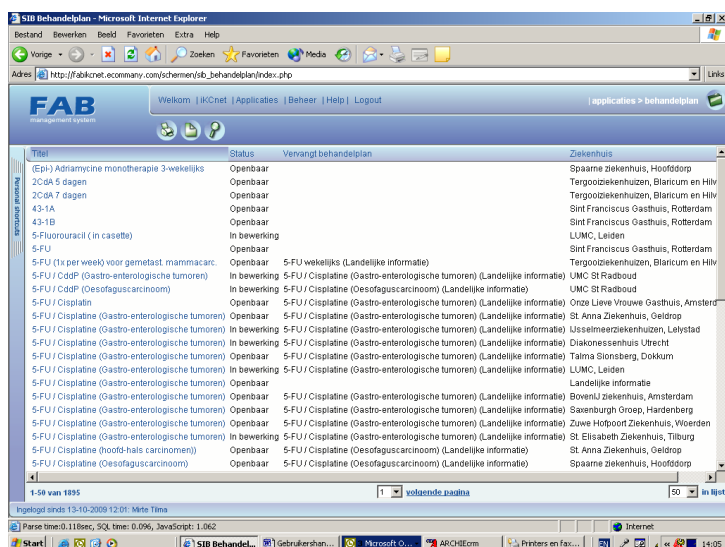 SIB Behandelplan - Microsoft Internet Explorer
Bestand Bewerken Beeld Favorieten Extra Help
Vorige Zoeken Favorieten Media
Adres http://fabikcnet.ecommany.com/schermen/sib_behandelplan/index.php Links
FAB management system
Welkom | IKCnet | Applicaties | Beheer | Help | Logout
| applicaties > behandelplan
Personal shortcuts
Titel Status Vervangt behandelplan Ziekenhuis
(Epi-) Adriamycine monotherapie 3-wekelijks Openbaar Spaarne ziekenhuis, Hoofddorp
2CdA 5 dagen Openbaar Tergooiziekenhuizen, Blaricum en Hilv
2CdA 7 dagen Openbaar Tergooiziekenhuizen, Blaricum en Hilv
43-1A Openbaar Sint Franciscus Gasthuis, Rotterdam
43-1B Openbaar Sint Franciscus Gasthuis, Rotterdam
5-Fluorouracil ( in casette) In bewerking LUMC, Leiden
5-FU Openbaar Sint Franciscus Gasthuis, Rotterdam
5-FU (1x per week) voor gemetast. mammacarc. Openbaar 5-FU wekelijks (Landelijke informatie) Tergooiziekenhuizen, Blaricum en Hilv
5-FU / CddP (Gastro-enterologische tumoren) In bewerking 5-FU / Cisplatine (Gastro-enterologische tumoren) (Landelijke informatie) UMC St Radboud
5-FU / CddP (Oesofaguscarcinoom) In bewerking 5-FU / Cisplatine (Oesofaguscarcinoom) (Landelijke informatie) UMC St Radboud
5-FU / Cisplatin Openbaar Onze Lieve Vrouwe Gasthuis, Amsterd
5-FU / Cisplatine (Gastro-enterologische tumoren) Openbaar 5-FU / Cisplatine (Gastro-enterologische tumoren) (Landelijke informatie) St. Anna Ziekenhuis, Geldrop
5-FU / Cisplatine (Gastro-enterologische tumoren) In bewerking 5-FU / Cisplatine (Gastro-enterologische tumoren) (Landelijke informatie) IJsselmeerziekenhuizen, Lelystad
5-FU / Cisplatine (Gastro-enterologische tumoren) In bewerking 5-FU / Cisplatine (Gastro-enterologische tumoren) (Landelijke informatie) Diakonessenhuis Utrecht
5-FU / Cisplatine (Gastro-enterologische tumoren) Openbaar 5-FU / Cisplatine (Gastro-enterologische tumoren) (Landelijke informatie) Talma Sionsberg, Dokkum
5-FU / Cisplatine (Gastro-enterologische tumoren) In bewerking 5-FU / Cisplatine (Gastro-enterologische tumoren) (Landelijke informatie) LUMC, Leiden
5-FU / Cisplatine (Gastro-enterologische tumoren) Openbaar Landelijke informatie
5-FU / Cisplatine (Gastro-enterologische tumoren) Openbaar 5-FU / Cisplatine (Gastro-enterologische tumoren) (Landelijke informatie) BovenIJ ziekenhuis, Amsterdam
5-FU / Cisplatine (Gastro-enterologische tumoren) Openbaar 5-FU / Cisplatine (Gastro-enterologische tumoren) (Landelijke informatie) Saxenburgh Groep, Hardenberg
5-FU / Cisplatine (Gastro-enterologische tumoren) Openbaar 5-FU / Cisplatine (Gastro-enterologische tumoren) (Landelijke informatie) Zuwe Hofpoort Ziekenhuis, Woerden
5-FU / Cisplatine (Gastro-enterologische tumoren) In bewerking 5-FU / Cisplatine (Gastro-enterologische tumoren) (Landelijke informatie) St. Elisabeth Ziekenhuis, Tilburg
5-FU / Cisplatine (hoofd-hals carcinomen)) Openbaar 5-FU / Cisplatine (hoofd-hals carcinomen) (Landelijke informatie) St. Anna Ziekenhuis, Geldrop
5-FU / Cisplatine (Oesofaguscarcinoom) Openbaar 5-FU / Cisplatine (Oesofaguscarcinoom) (Landelijke informatie) Spaarne ziekenhuis, Hoofddorp
1-50 van 1895 1 volgende pagina 50 in lijst
Ingelogd sinds 13-10-2009 12:01: Mirte Tilma
Parse time:0.118sec, SQL time: 0.096, JavaScript: 1.062 Internet
Start SIB Behandel... Gebruikershan... Microsoft O... ARCHIEcrm Printers en fax... EN 14:05